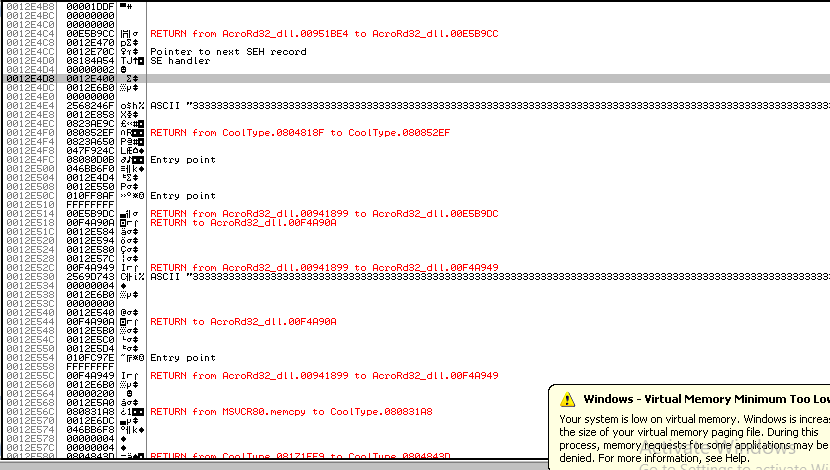 0012E4B8 00001DDF
0012E4BC 00000000
0012E4C0 00000000
0012E4C4 00E5B9CC RETURN from AcroRd32_dll.00951BE4 to AcroRd32_dll.00E5B9CC
0012E4C8 0012E470
0012E4CC 0012E70C Pointer to next SEH record
0012E4D0 08184A54 SE handler
0012E4D4 00000002
0012E4D8 0012E400
0012E4DC 0012E6B0
0012E4E0 00000000
0012E4E4 2568246F ASCII "33333333333333333333333333333333333333333333333333333333333333333333333333333333333333333333333333333333
0012E4E8 0012E858
0012E4EC 0823AE9C
0012E4F0 080852EF RETURN from CoolType.0804818F to CoolType.080852EF
0012E4F4 0823A650
0012E4F8 047F924C
0012E4FC 08080D0B Entry point
0012E500 046BB6F0
0012E504 0012E4D4
0012E508 0012E550
0012E50C 010FF8AF Entry point
0012E510 FFFFFFFF
0012E514 00E5B9DC RETURN from AcroRd32_dll.00941899 to AcroRd32_dll.00E5B9DC
0012E518 00F4A90A RETURN to AcroRd32_dll.00F4A90A
0012E51C 0012E584
0012E520 0012E594
0012E524 0012E580
0012E528 0012E57C
0012E52C 00F4A949 RETURN from AcroRd32_dll.00941899 to AcroRd32_dll.00F4A949
0012E530 2569D743 ASCII "33333333333333333333333333333333333333333333333333333333333333333333333333333333333333333333333333333333
0012E534 00000004
0012E538 0012E6B0
0012E53C 00000000
0012E540 0012E540
0012E544 00F4A90A RETURN to AcroRd32_dll.00F4A90A
0012E548 0012E5B0
0012E54C 0012E5C0
0012E550 0012E5D4
0012E554 010FC97E Entry point
0012E558 FFFFFFFF
0012E55C 00F4A949 RETURN from AcroRd32_dll.00941899 to AcroRd32_dll.00F4A949
0012E560 0012E6B0
0012E564 00000200
0012E568 0012E5A0
0012E56C 080831A8 RETURN from MSVCR80.memcpy to CoolType.080831A8
0012E570 0012E6DC
0012E574 046BB6F8
0012E578 00000004
0012E57C 00000004
0012E580 0804843D RETURN from CoolType.08171EE9 to CoolType.0804843D
Windows - Virtual Memory Minimum Too Low
Your system is low on virtual memory. Windows is increa
the size of your virtual memory paging file. During this
process, memory requests for some applications may be
denied. For more information, see Help.
Activate Windows
Go to Settings to activate W